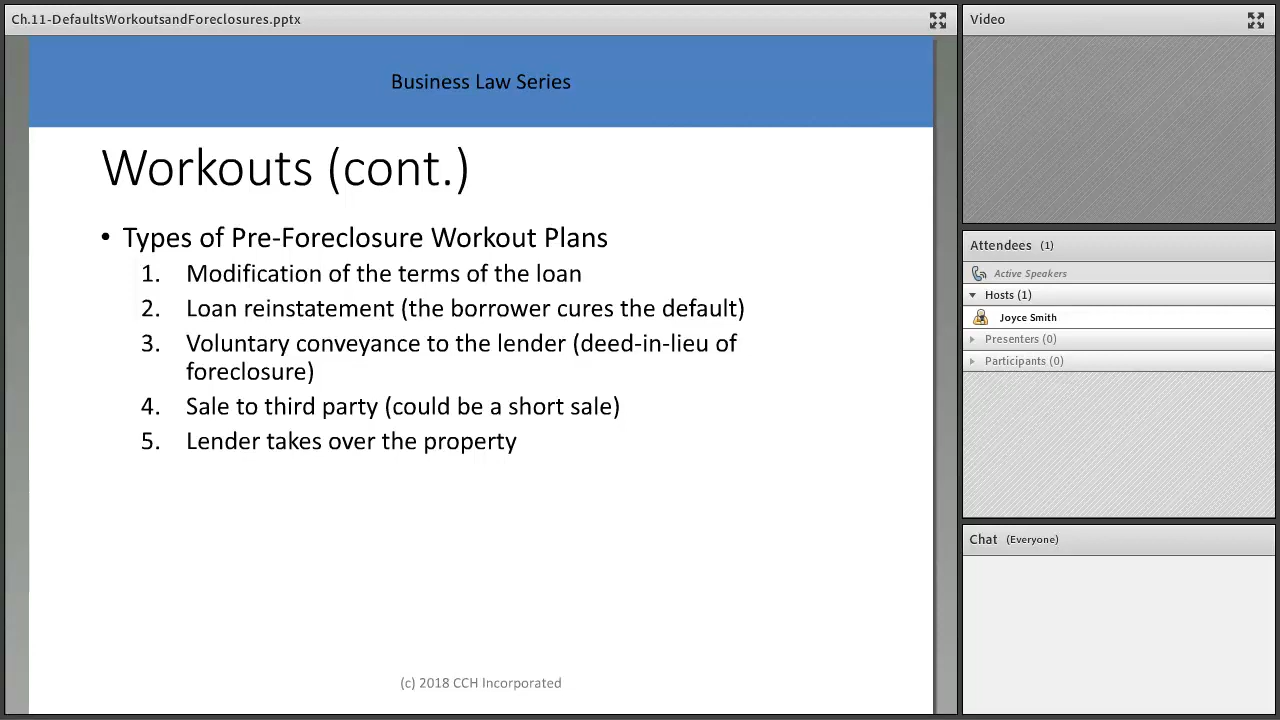 Ch.11-DefaultsWorkoutsandForeclosures.pptx
Business Law Series
Workouts (cont.)
• Types of Pre-Foreclosure Workout Plans
1. Modification of the terms of the loan
2. Loan reinstatement (the borrower cures the default)
3. Voluntary conveyance to the lender (deed-in-lieu of
foreclosure)
4. Sale to third party (could be a short sale)
5. Lender takes over the property
(c) 2018 CCH Incorporated
Video
Attendees (1)
Active Speakers
Hosts (1)
Joyce Smith
Presenters (0)
Participants (0)
Chat (Everyone)